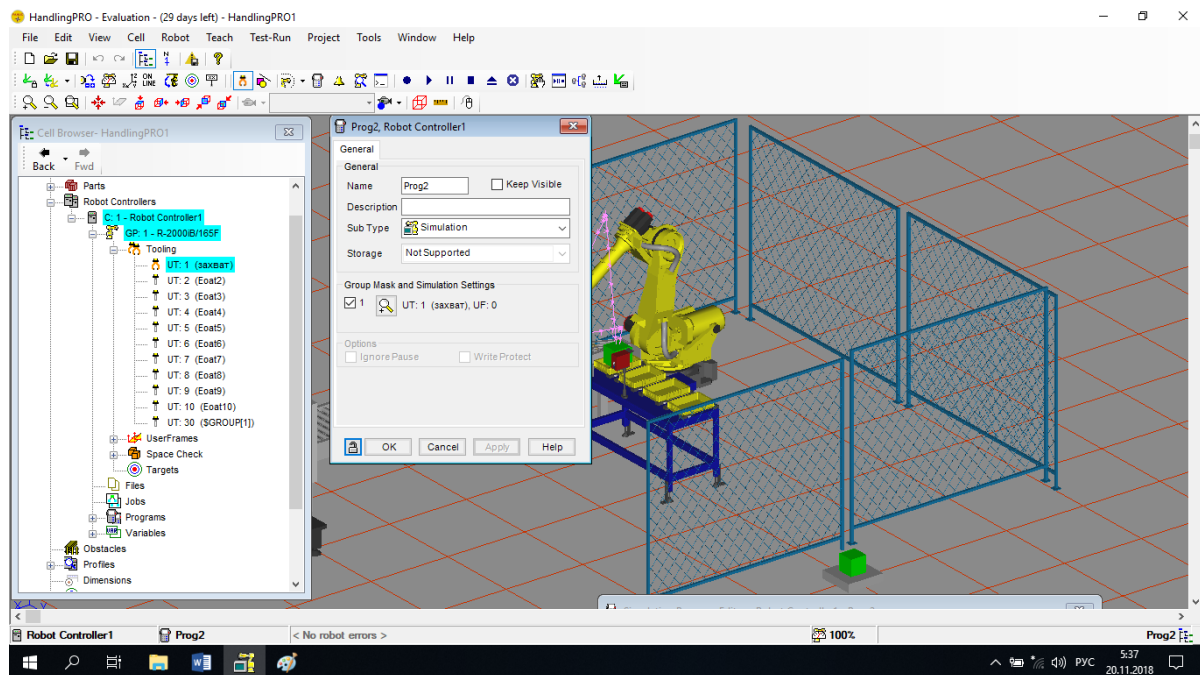 HandlingPRO - Evaluation - (29 days left) - HandlingPRO1
File Edit View Cell Robot Teach Test-Run Project Tools Window Help
ON
LINE
Cell Browser- HandlingPRO1
Back Fwd
Parts
Robot Controllers
C: 1 - Robot Controller1
GP: 1 - R-2000iB/165F
Tooling
UT: 1 (захват)
UT: 2 (Eoat2)
UT: 3 (Eoat3)
UT: 4 (Eoat4)
UT: 5 (Eoat5)
UT: 6 (Eoat6)
UT: 7 (Eoat7)
UT: 8 (Eoat8)
UT: 9 (Eoat9)
UT: 10 (Eoat10)
UT: 30 ($GROUP[1])
UserFrames
Space Check
Targets
Files
Jobs
Programs
Variables
Obstacles
Profiles
Dimensions
Prog2, Robot Controller1
General
General
Name Prog2 Keep Visible
Description
Sub Type Simulation
Storage Not Supported
Group Mask and Simulation Settings
1 UT: 1 (захват), UF: 0
Options
Ignore Pause Write Protect
OK Cancel Apply Help
Robot Controller1 Prog2 < No robot errors > 100% Prog2
РУС 5:37
20.11.2018